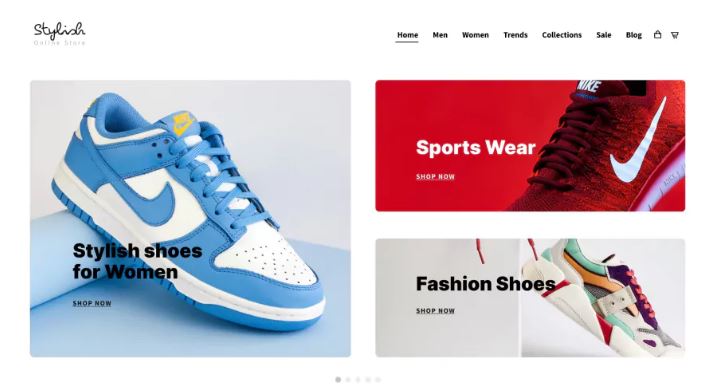 Stylish
Online Store
Home Men Women Trends Collections Sale Blog
Stylish shoes
for Women
SHOP NOW
NIKE
Sports Wear
SHOP NOW
Fashion Shoes
SHOP NOW